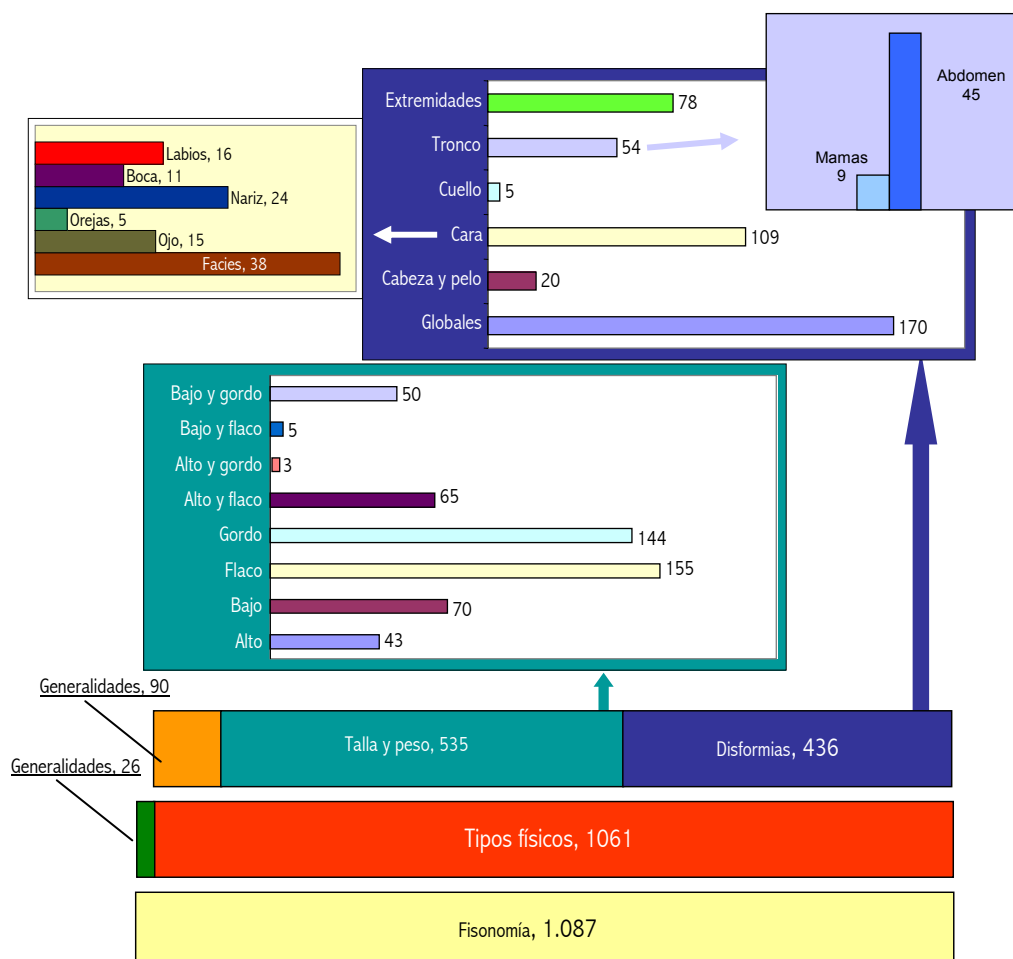 Abdomen
45
Mamas
9
Extremidades
78
Tronco
54
Cuello
5
Cara
109
Cabeza y pelo
20
Globales
170
Labios, 16
Boca, 11
Nariz, 24
Orejas, 5
Ojo, 15
Facies, 38
Bajo y gordo
50
Bajo y flaco
5
Alto y gordo
3
Alto y flaco
65
Gordo
144
Flaco
155
Bajo
70
Alto
43
Generalidades, 90
Talla y peso, 535
Disformias, 436
Generalidades, 26
Tipos físicos, 1061
Fisonomía, 1.087